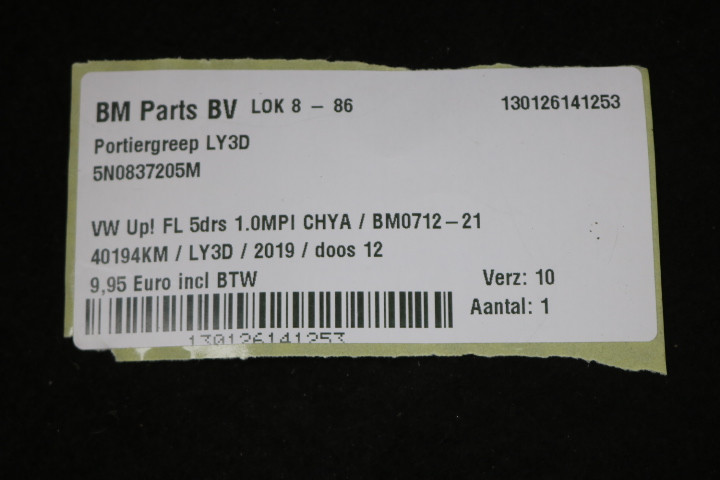 BM Parts BV LOK 8 - 86 130126141253
Portiergreep LY3D
5N0837205M
VW Up! FL 5drs 1.0MPI CHYA / BM0712-21
40194KM / LY3D / 2019 / doos 12
9,95 Euro incl BTW Verz: 10
Aantal: 1
130126141253